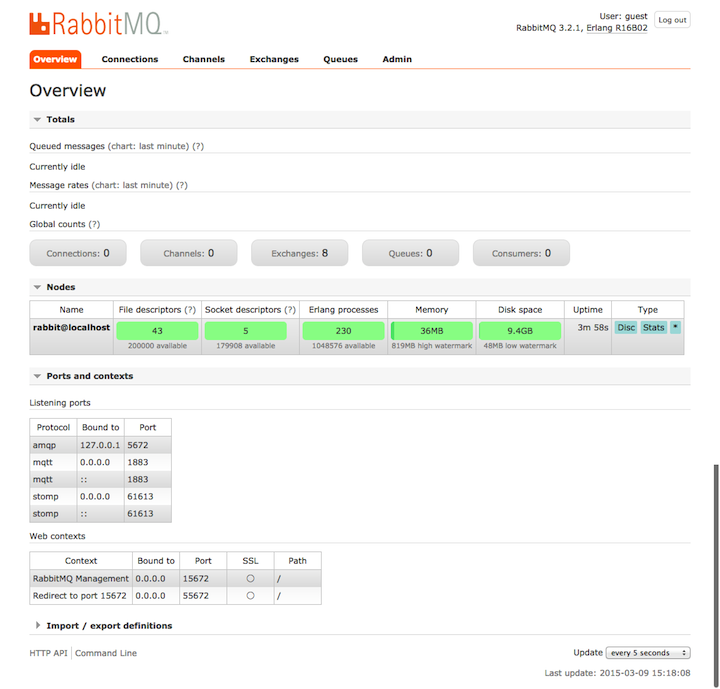 RabbitMQ
User: guest
Log out
RabbitMQ 3.2.1, Erlang R16B02
Overview Connections Channels Exchanges Queues Admin
Overview
Totals
Queued messages (chart: last minute) (?)
Currently idle
Message rates (chart: last minute) (?)
Currently idle
Global counts (?)
Connections: 0 Channels: 0 Exchanges: 8 Queues: 0 Consumers: 0
Nodes
Name File descriptors (?) Socket descriptors (?) Erlang processes Memory Disk space Uptime Type
rabbit@localhost 43 5 230 36MB 9.4GB 3m 58s Disc Stats *
200000 available 179908 available 1048576 available 819MB high watermark 48MB low watermark
Ports and contexts
Listening ports
Protocol Bound to Port
amqp 127.0.0.1 5672
mqtt 0.0.0.0 1883
mqtt :: 1883
stomp 0.0.0.0 61613
stomp :: 61613
Web contexts
Context Bound to Port SSL Path
RabbitMQ Management 0.0.0.0 15672 ○ /
Redirect to port 15672 0.0.0.0 55672 ○ /
Import / export definitions
HTTP API Command Line
Update every 5 seconds
Last update: 2015-03-09 15:18:08